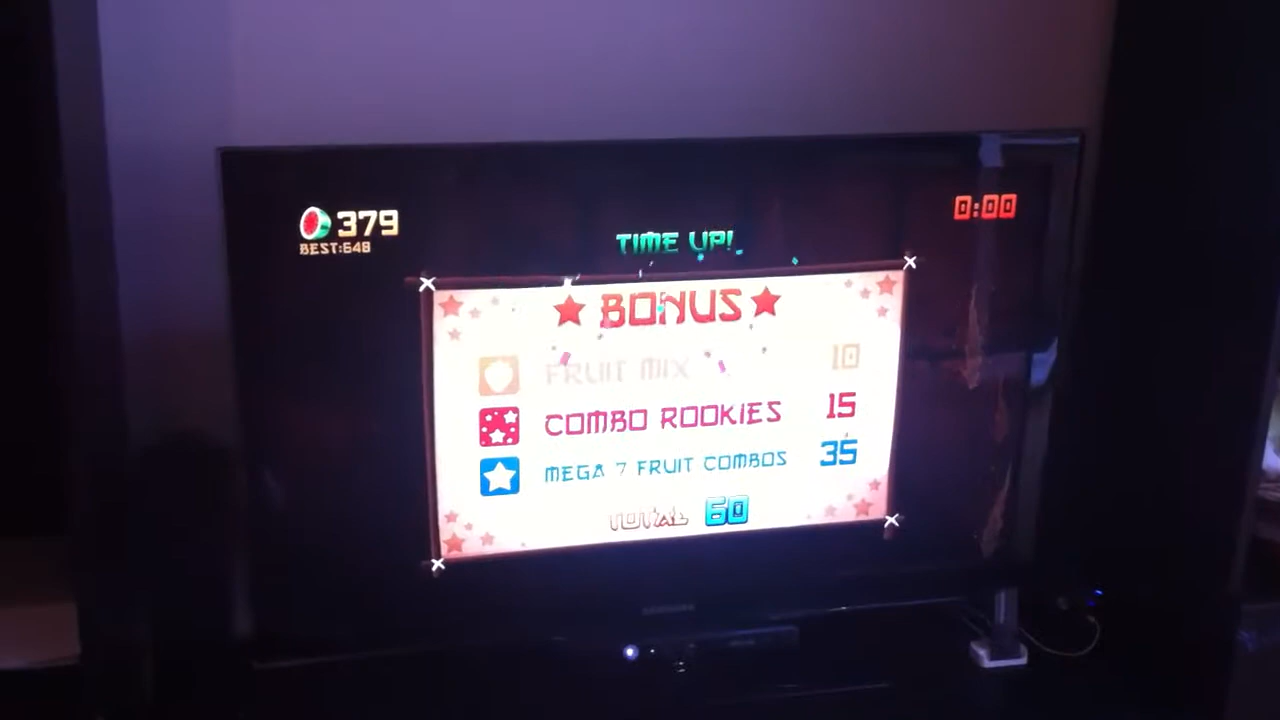 379
BEST:648
0:00
TIME UP!
BONUS
FRUIT MIX 10
COMBO ROOKIES 15
MEGA 7 FRUIT COMBOS 35
TOTAL 60